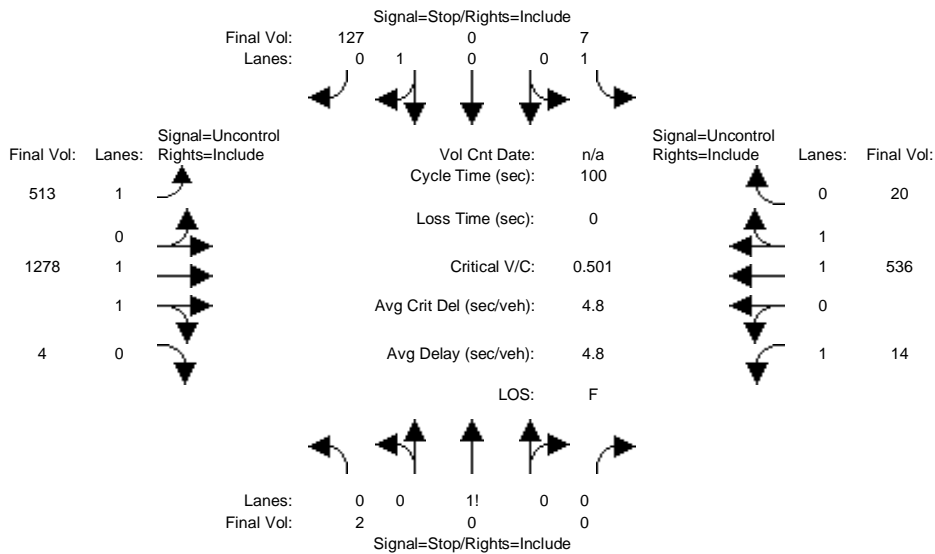 Signal=Stop/Rights=Include
Final Vol: 127 0 7
Lanes: 0 1 0 0 1
Signal=Uncontrol Signal=Uncontrol
Final Vol: Lanes: Rights=Include Vol Cnt Date: n/a Rights=Include Lanes: Final Vol:
Cycle Time (sec): 100
513 1 0 20
Loss Time (sec): 0
0 1
1278 1 Critical V/C: 0.501 1 536
1 Avg Crit Del (sec/veh): 4.8 0
4 0 Avg Delay (sec/veh): 4.8 1 14
LOS: F
Lanes: 0 0 1! 0 0
Final Vol: 2 0 0
Signal=Stop/Rights=Include